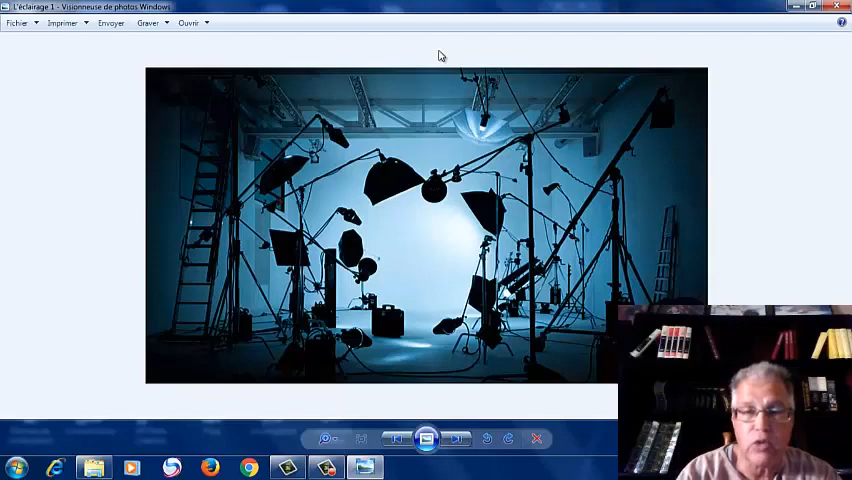 L'éclairage 1 - Visionneuse de photos Windows
Fichier Imprimer Envoyer Graver Ouvrir